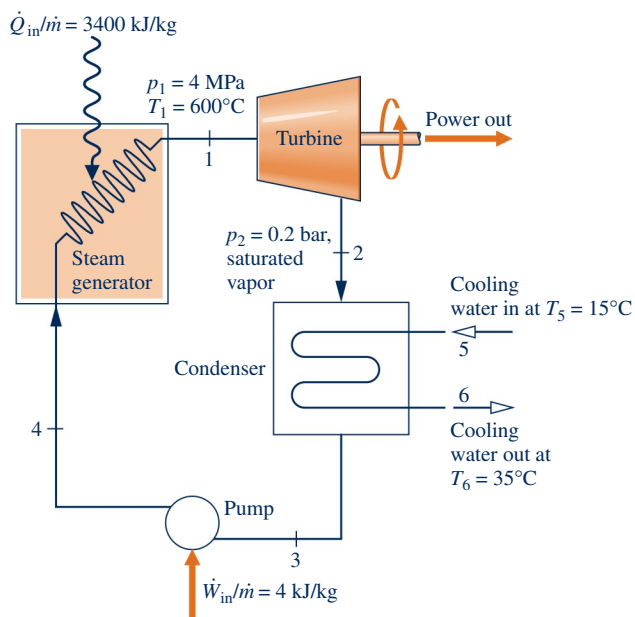 Q̇in/ṁ = 3400 kJ/kg
p1 = 4 MPa
T1 = 600°C
Power out
Turbine
1
p2 = 0.2 bar,
saturated
vapor
2
Steam
generator
Cooling
water in at T5 = 15°C
5
Condenser
6
Cooling
water out at
T6 = 35°C
4
Pump
3
Ẇin/ṁ = 4 kJ/kg